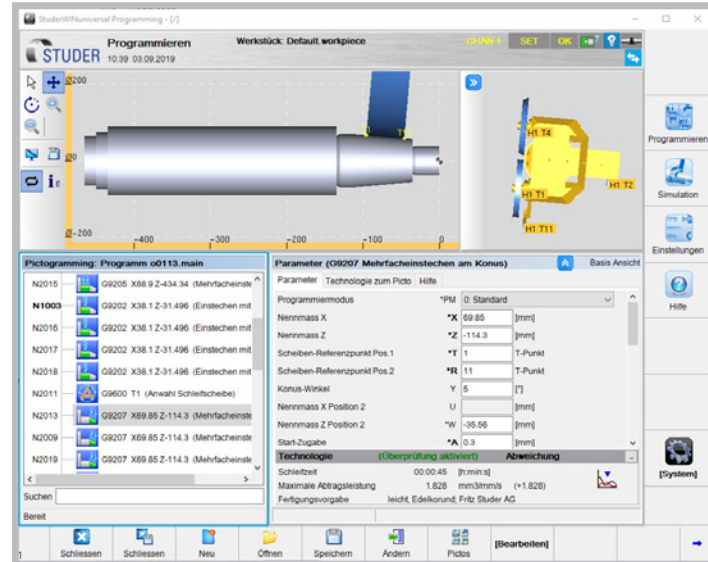 StuderWINuniversal Programming - [/]
STUDER
Programmieren
10:39 03.09.2019
Werkstück: Default.workpiece
CHAN 1 SET OK
Ø200
Ø0
Ø-200
-400 -300 -200 -100 0
T1
H1 T4
H1 T2
H1 T1
H1 T11
Programmieren
Simulation
Einstellungen
Hilfe
[System]
Pictogramming: Programm o0113.main
N2015 G9205 X88.9 Z-434.34 (Mehrfacheinste
N1003 G9202 X38.1 Z-31.496 (Einstechen mit
N2016 G9202 X38.1 Z-31.496 (Einstechen mit
N2017 G9202 X38.1 Z-31.496 (Einstechen mit
N2018 G9202 X38.1 Z-31.496 (Einstechen mit
N2011 G9600 T1 (Anwahl Schleifscheibe)
N2013 G9207 X69.85 Z-114.3 (Mehrfacheinste
N2009 G9207 X69.85 Z-114.3 (Mehrfacheinste
N2019 G9207 X69.85 Z-114.3 (Mehrfacheinste
Suchen
Bereit
Parameter (G9207 Mehrfacheinstechen am Konus) Basis Ansicht
Parameter Technologie zum Picto Hilfe
Programmiermodus *PM 0: Standard
Nennmass X *X 69.85 [mm]
Nennmass Z *Z -114.3 [mm]
Scheiben-Referenzpunkt Pos.1 *T 1 T-Punkt
Scheiben-Referenzpunkt Pos.2 *R 11 T-Punkt
Konus-Winkel Y 5 [°]
Nennmass X Position 2 U [mm]
Nennmass Z Position 2 *W -35.56 [mm]
Start-Zugabe *A 0.3 [mm]
Technologie (Überprüfung aktiviert) Abweichung
Schleifzeit 00:00:45 [h:min:s]
Maximale Abtragsleistung 1.828 mm3/mm/s (+1.828)
Fertigungsvorgabe leicht, Edelkorund; Fritz Studer AG
Schliessen Schliessen Neu Öffnen Speichern Ändern Pictos [Bearbeiten]